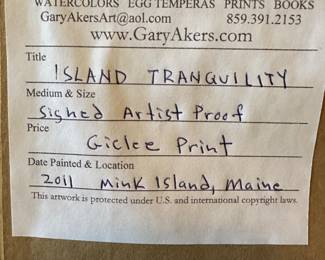 WATERCOLORS EGG TEMPERAS PRINTS BOOKS
GaryAkersArt@aol.com 859.391.2153
www.GaryAkers.com
Title
ISLAND TRANQUILITY
Medium & Size
Signed Artist Proof
Price
Giclee Print
Date Painted & Location
2011 Mink Island, Maine
This artwork is protected under U.S. and international copyright laws.